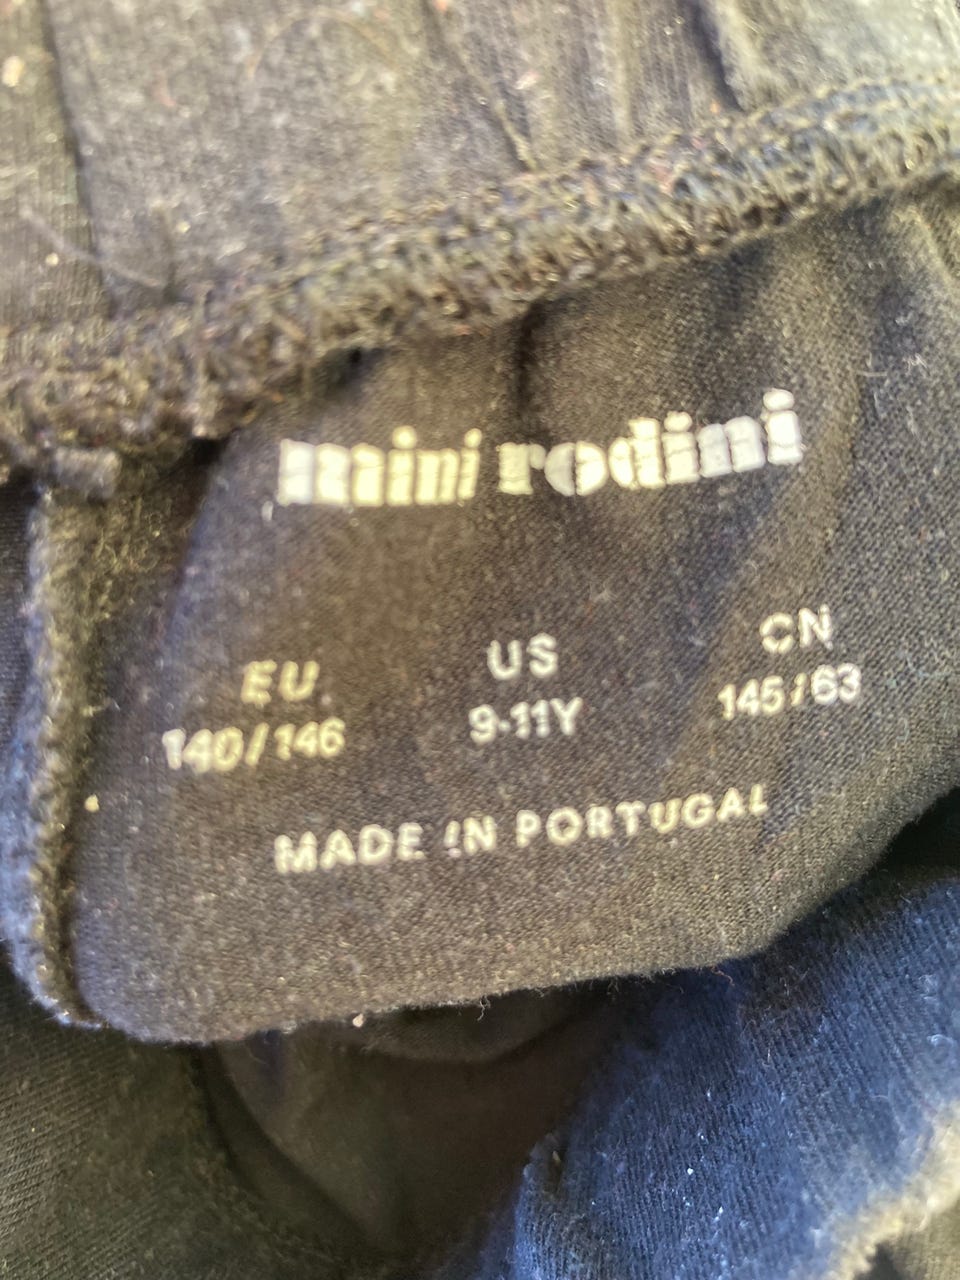 mini rodini
EU US CN
140/146 9-11Y 145/63
MADE IN PORTUGAL